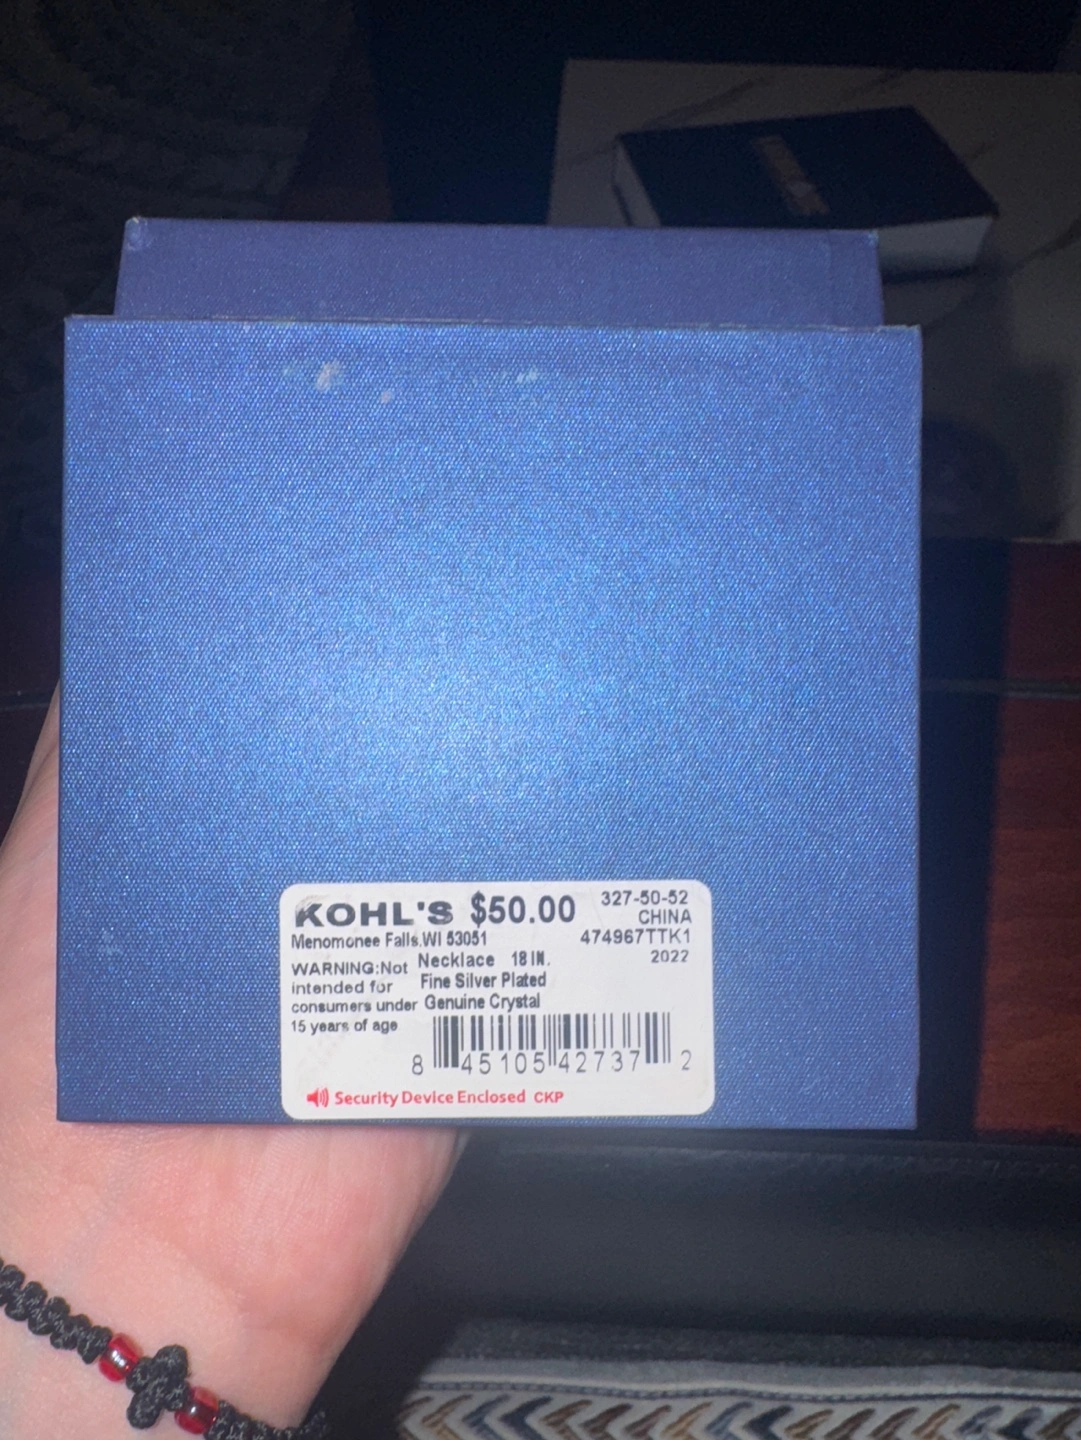 KOHL'S $50.00
327-50-52
Menomonee Falls.WI 53051
CHINA
474967TTK1
2022
WARNING:Not
intended for
consumers under
15 years of age
Necklace 18 IN.
Fine Silver Plated
Genuine Crystal
8 45105 42737 2
Security Device Enclosed CKP